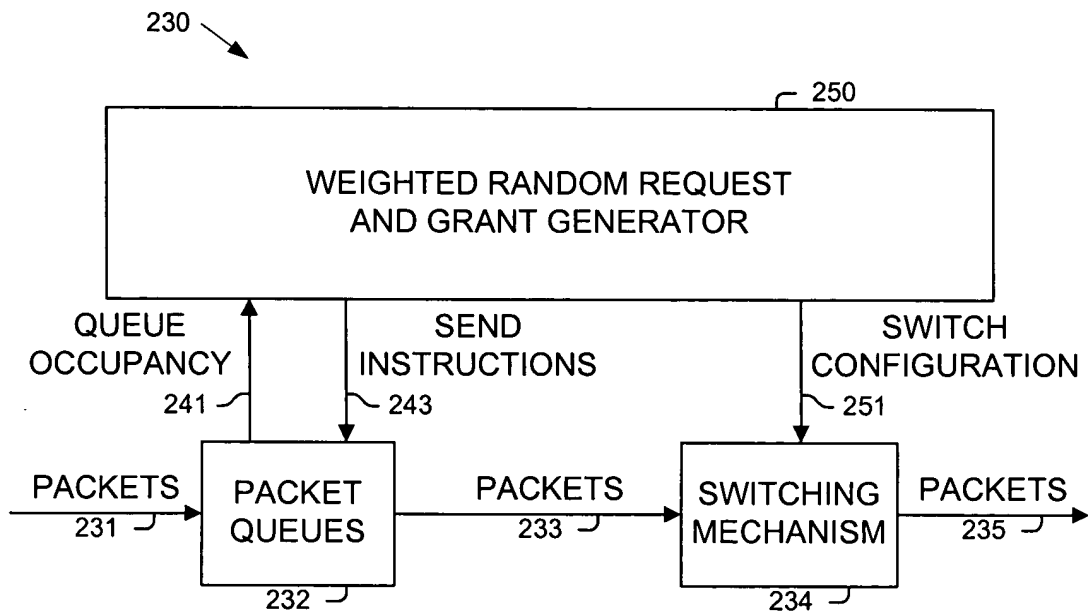 230
250
WEIGHTED RANDOM REQUEST
AND GRANT GENERATOR
QUEUE
OCCUPANCY
241
SEND
INSTRUCTIONS
243
SWITCH
CONFIGURATION
251
PACKETS
231
PACKET
QUEUES
232
PACKETS
233
SWITCHING
MECHANISM
234
PACKETS
235